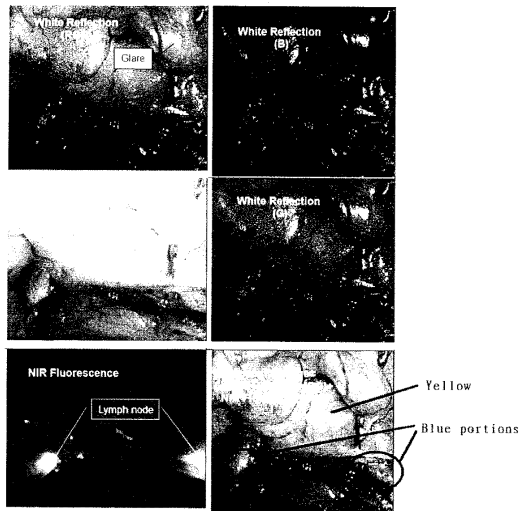 White Reflection
Glare
White Reflection
(B)
White Reflection
(G)
NIR Fluorescence
Lymph node
Yellow
Blue portions